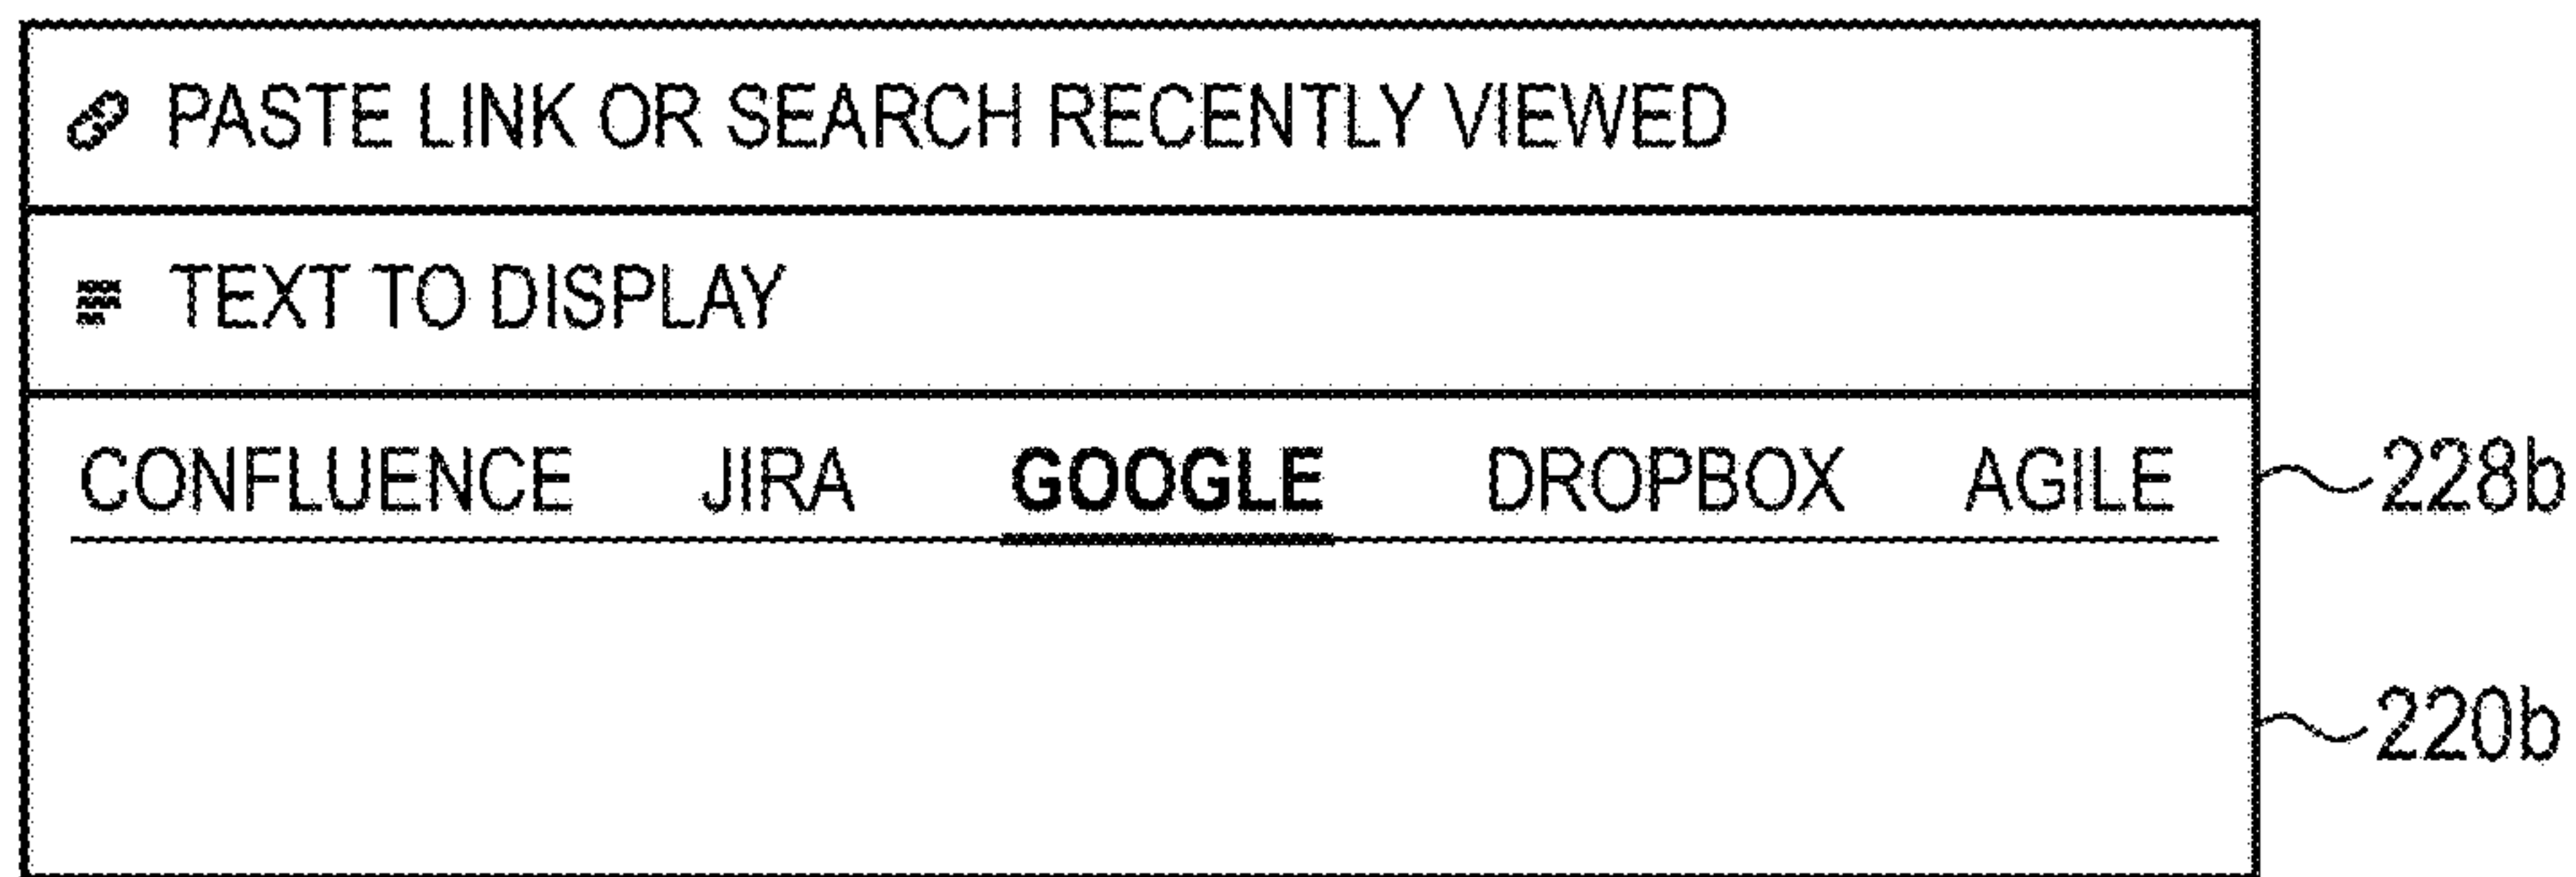 PASTE LINK OR SEARCH RECENTLY VIEWED
TEXT TO DISPLAY
CONFLUENCE JIRA GOOGLE DROPBOX AGILE 228b
220b